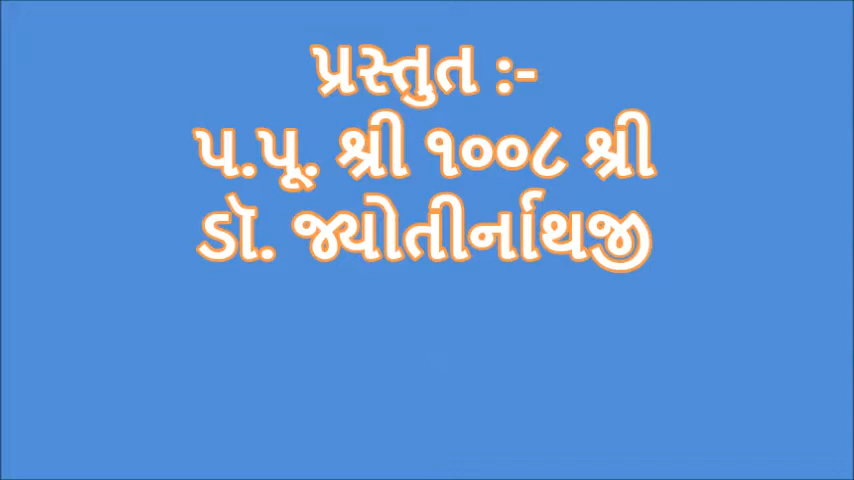 પ્રસ્તુત :-
પ.પૂ. શ્રી ૧૦૦૮ શ્રી
ડૉ. જ્યોતીર્નાથજી